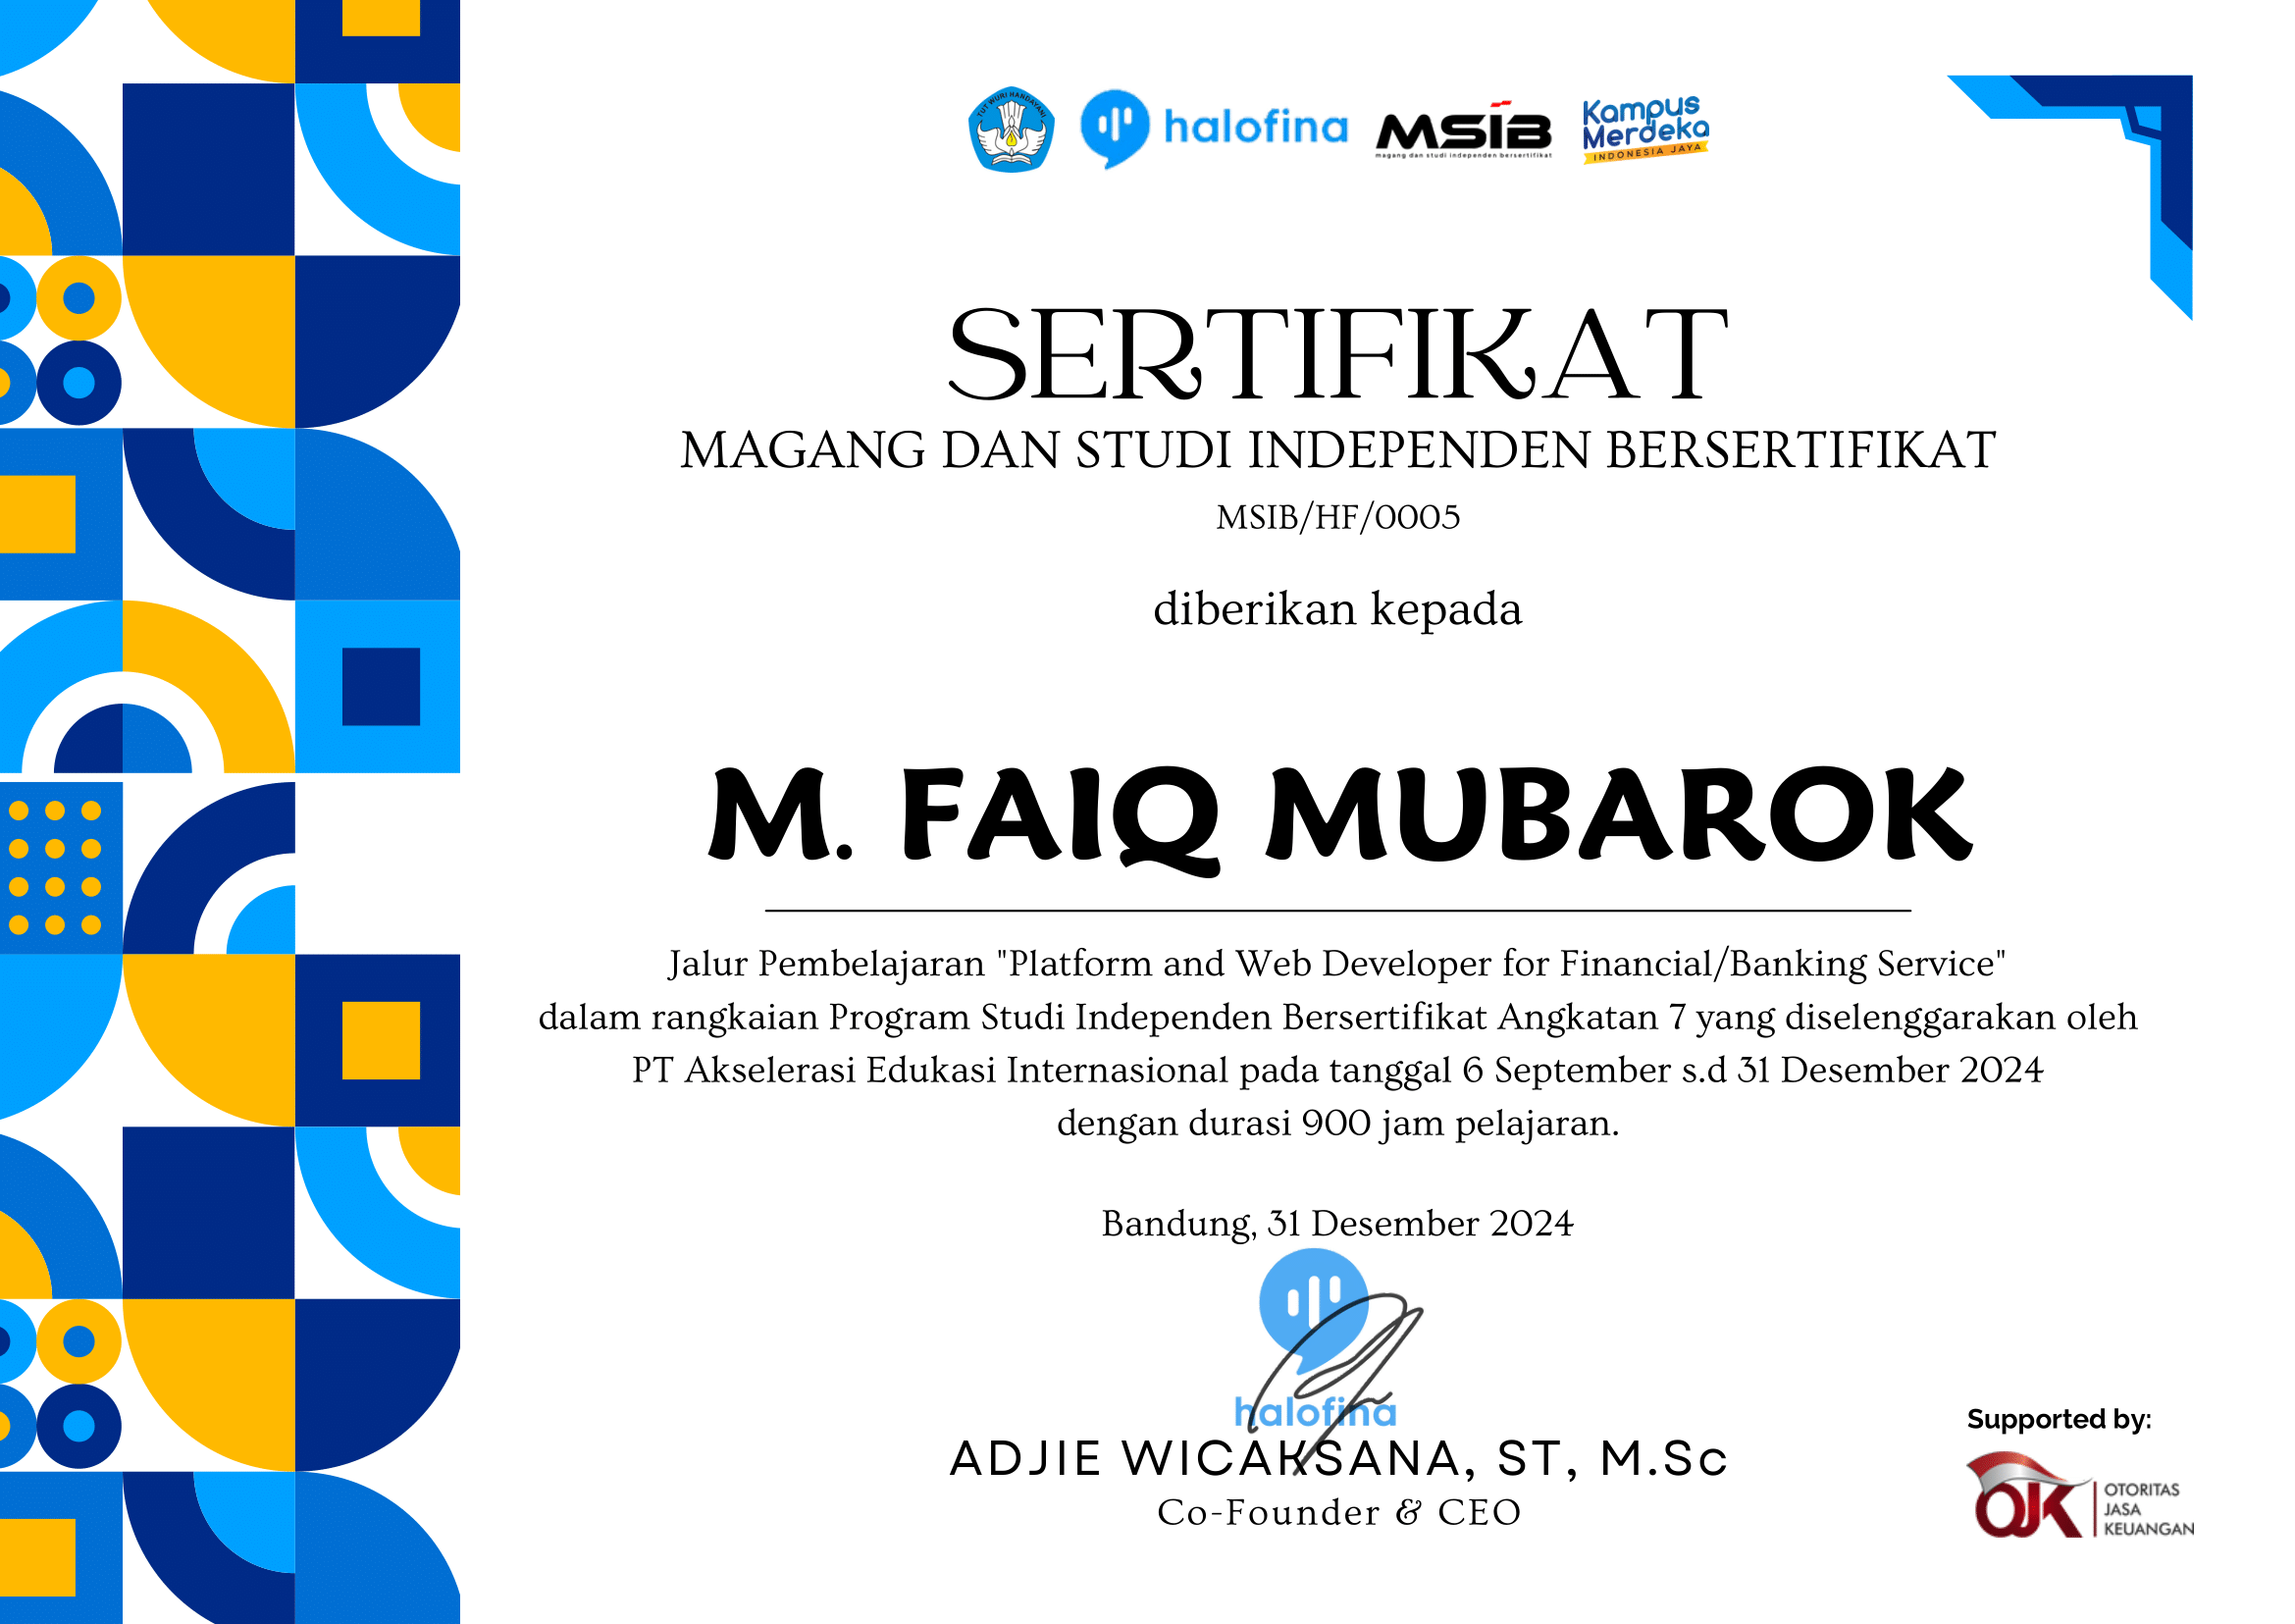 TUT WURI HANDAYANI
halofina
MSIB
magang dan studi independen bersertifikat
Kampus
Merdeka
INDONESIA JAYA
SERTIFIKAT
MAGANG DAN STUDI INDEPENDEN BERSERTIFIKAT
MSIB/HF/0005
diberikan kepada
M. FAIQ MUBAROK
Jalur Pembelajaran "Platform and Web Developer for Financial/Banking Service"
dalam rangkaian Program Studi Independen Bersertifikat Angkatan 7 yang diselenggarakan oleh
PT Akselerasi Edukasi Internasional pada tanggal 6 September s.d 31 Desember 2024
dengan durasi 900 jam pelajaran.
Bandung, 31 Desember 2024
halofina
ADJIE WICAKSANA, ST, M.Sc
Co-Founder & CEO
Supported by:
OJK
OTORITAS
JASA
KEUANGAN